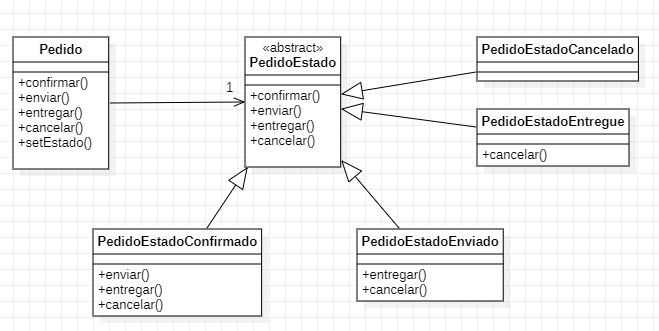 Pedido
+confirmar()
+enviar()
+entregar()
+cancelar()
+setEstado()
1
«abstract»
PedidoEstado
+confirmar()
+enviar()
+entregar()
+cancelar()
PedidoEstadoCancelado
PedidoEstadoEntregue
+cancelar()
PedidoEstadoConfirmado
+enviar()
+entregar()
+cancelar()
PedidoEstadoEnviado
+entregar()
+cancelar()